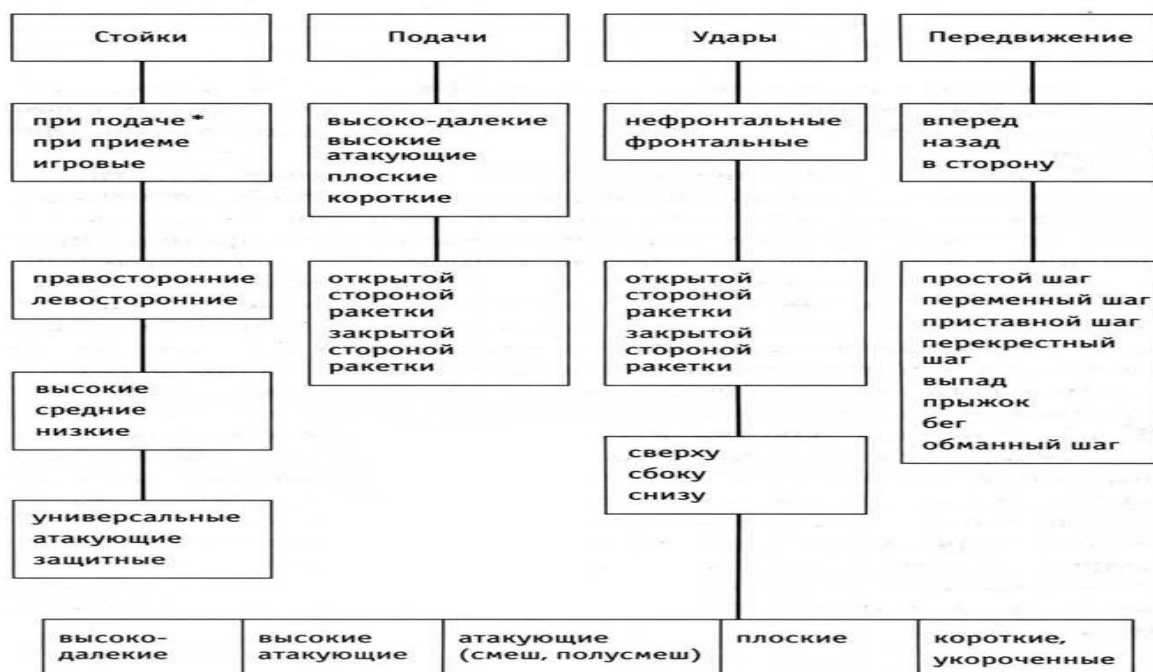 Стойки
при подаче*
при приеме
игровые
правосторонние
левосторонние
высокие
средние
низкие
универсальные
атакующие
защитные
Подачи
высоко-далекие
высокие
атакующие
плоские
короткие
открытой
стороной
ракетки
закрытой
стороной
ракетки
Удары
нефронтальные
фронтальные
открытой
стороной
ракетки
закрытой
стороной
ракетки
сверху
сбоку
снизу
Передвижение
вперед
назад
в сторону
простой шаг
переменный шаг
приставной шаг
перекрестный
шаг
выпад
прыжок
бег
обманный шаг
высоко-
далекие
высокие
атакующие
атакующие
(смеш, полусмеш)
плоские
короткие,
укороченные